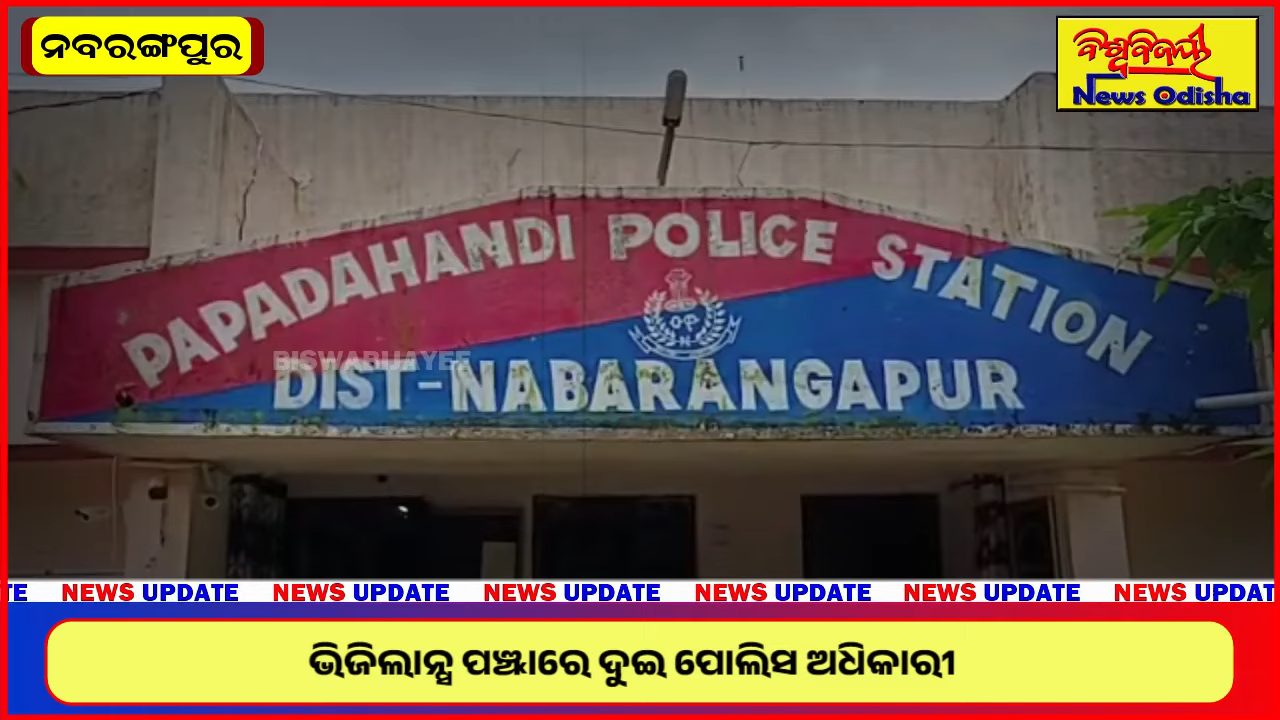 ନବରଙ୍ଗପୁର
ବିଶ୍ୱବିଜୟୀ
News Odisha
PAPADAHANDI POLICE STATION
BISWABIJAYEE
DIST-NABARANGAPUR
NEWS UPDATE NEWS UPDATE NEWS UPDATE NEWS UPDATE NEWS UPDATE
ଭିଜିଲାନ୍ସ ପଞ୍ଝାରେ ଦୁଇ ପୋଲିସ ଅଧିକାରୀ